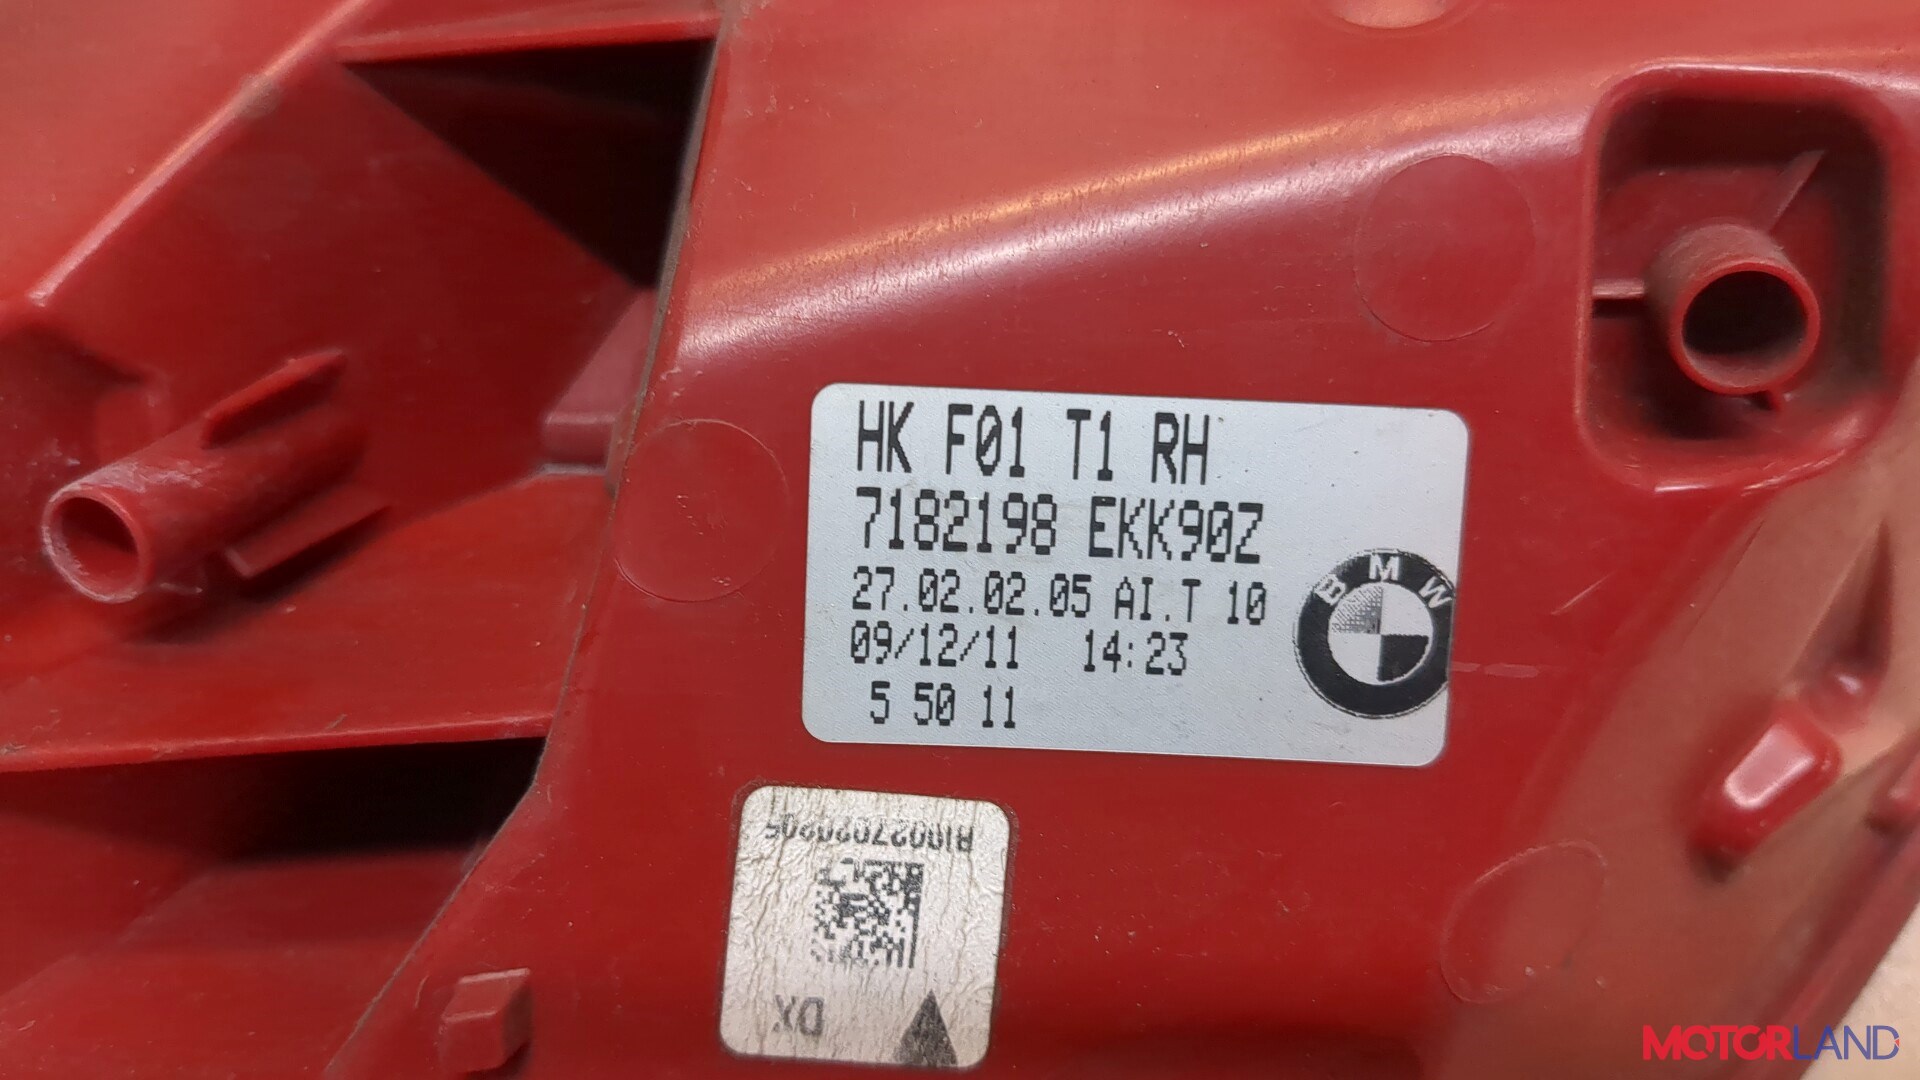 HK F01 T1 RH
7182198 EKK90Z
27.02.02.05 AI.T 10
09/12/11 14:23
5 50 11
BMW
DX
MOTORLAND